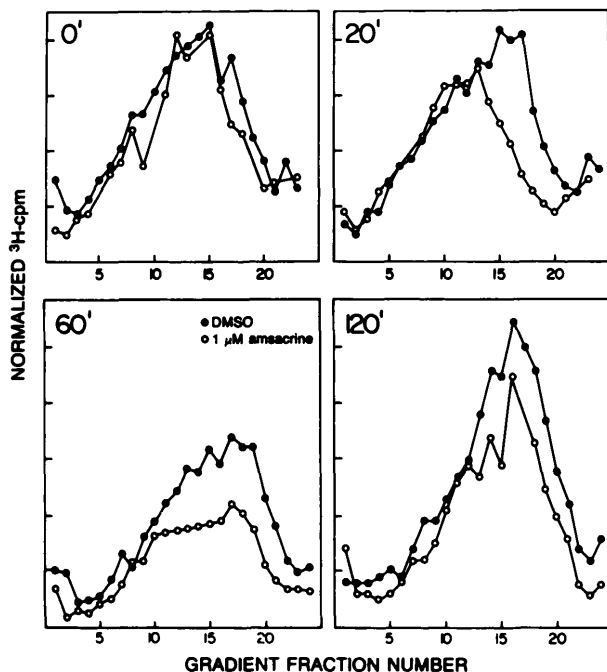 0'
20'
NORMALIZED ³H-cpm
5 10 15 20
5 10 15 20
60'
● DMSO
○ 1 µM amsacrine
120'
5 10 15 20
5 10 15 20
GRADIENT FRACTION NUMBER